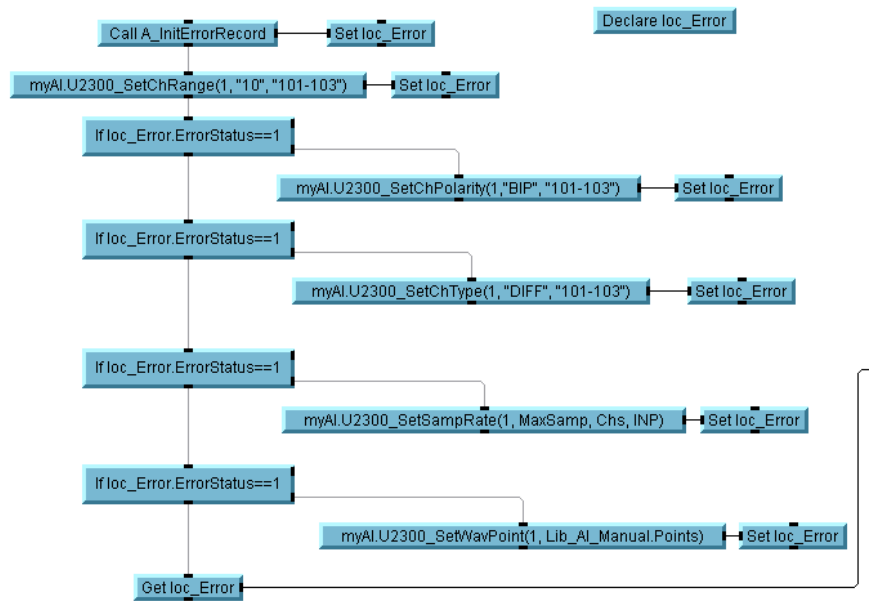 Call A_InitErrorRecord
Set loc_Error
Declare loc_Error
myAI.U2300_SetChRange(1, "10", "101-103")
Set loc_Error
If loc_Error.ErrorStatus==1
myAI.U2300_SetChPolarity(1,"BIP", "101-103")
Set loc_Error
If loc_Error.ErrorStatus==1
myAI.U2300_SetChType(1, "DIFF", "101-103")
Set loc_Error
If loc_Error.ErrorStatus==1
myAI.U2300_SetSampRate(1, MaxSamp, Chs, INP)
Set loc_Error
If loc_Error.ErrorStatus==1
myAI.U2300_SetWavPoint(1, Lib_AI_Manual.Points)
Set loc_Error
Get loc_Error